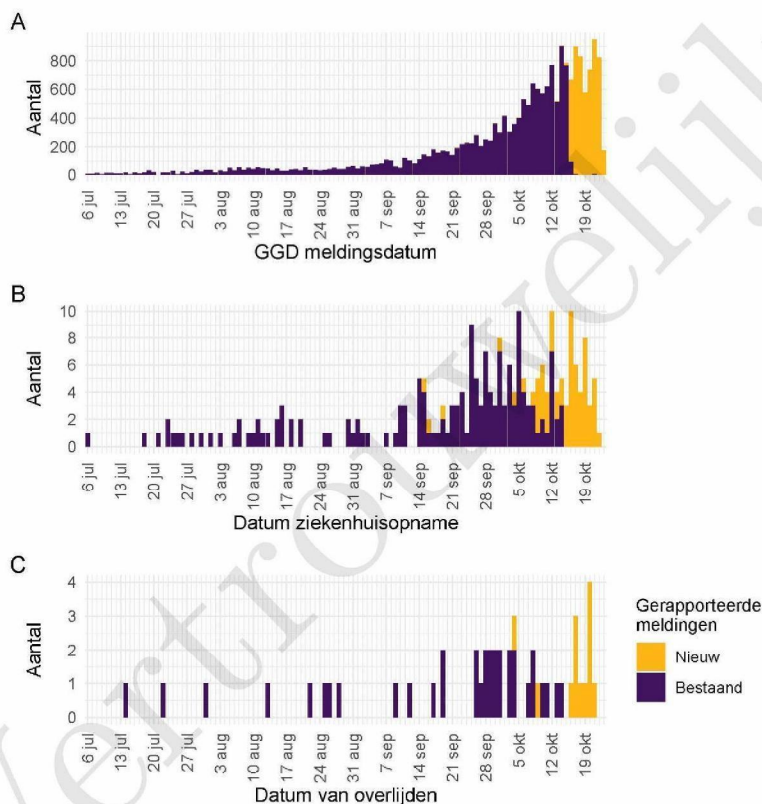 A
Aantal
800
600
400
200
0
6 jul 13 jul 20 jul 27 jul 3 aug 10 aug 17 aug 24 aug 31 aug 7 sep 14 sep 21 sep 28 sep 5 okt 12 okt 19 okt
GGD meldingsdatum
B
Aantal
10
8
6
4
2
0
6 jul 13 jul 20 jul 27 jul 3 aug 10 aug 17 aug 24 aug 31 aug 7 sep 14 sep 21 sep 28 sep 5 okt 12 okt 19 okt
Datum ziekenhuisopname
C
Aantal
4
3
2
1
0
6 jul 13 jul 20 jul 27 jul 3 aug 10 aug 17 aug 24 aug 31 aug 7 sep 14 sep 21 sep 28 sep 5 okt 12 okt 19 okt
Datum van overlijden
Gerapporteerde
meldingen
Nieuw
Bestaand
Vertrouwelijk